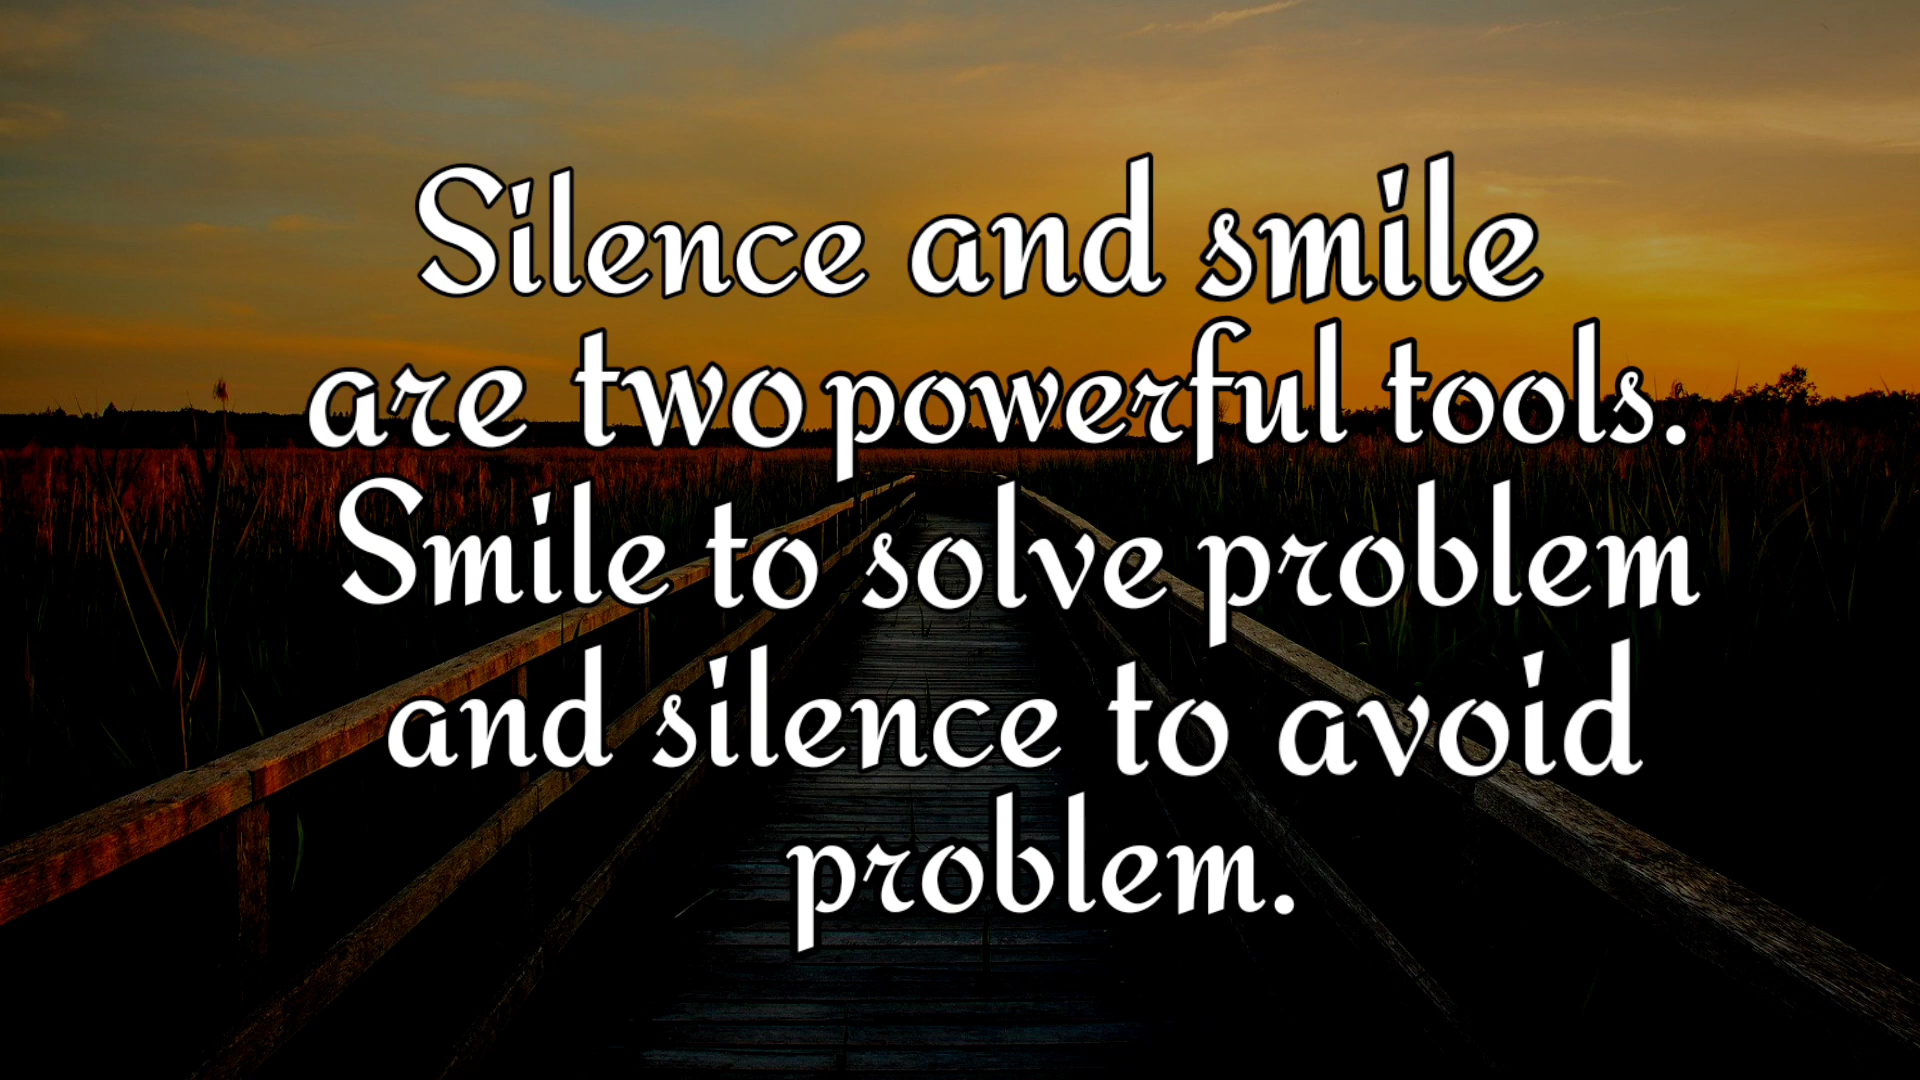 Silence and smile
are two powerful tools.
Smile to solve problem
and silence to avoid
problem.